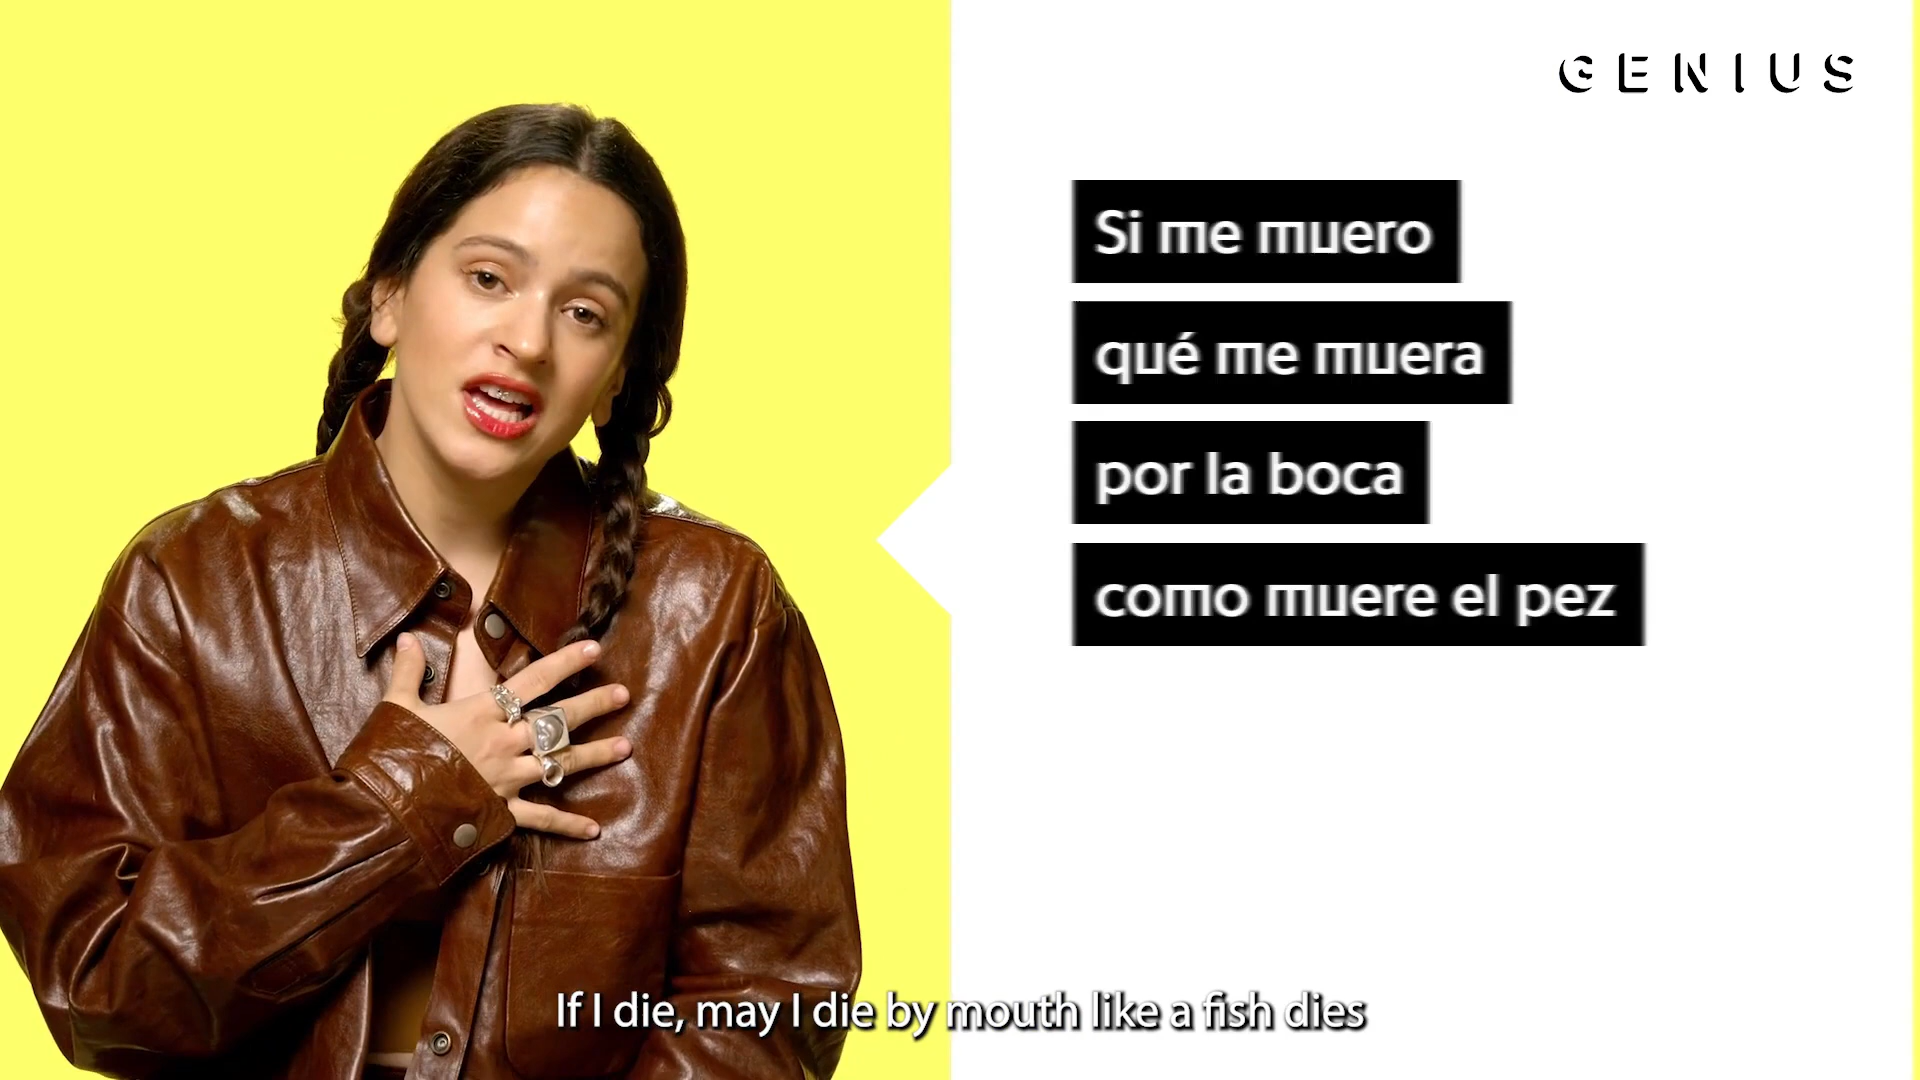 GENIUS
Si me muero
qué me muera
por la boca
como muere el pez
If I die, may I die by mouth like a fish dies